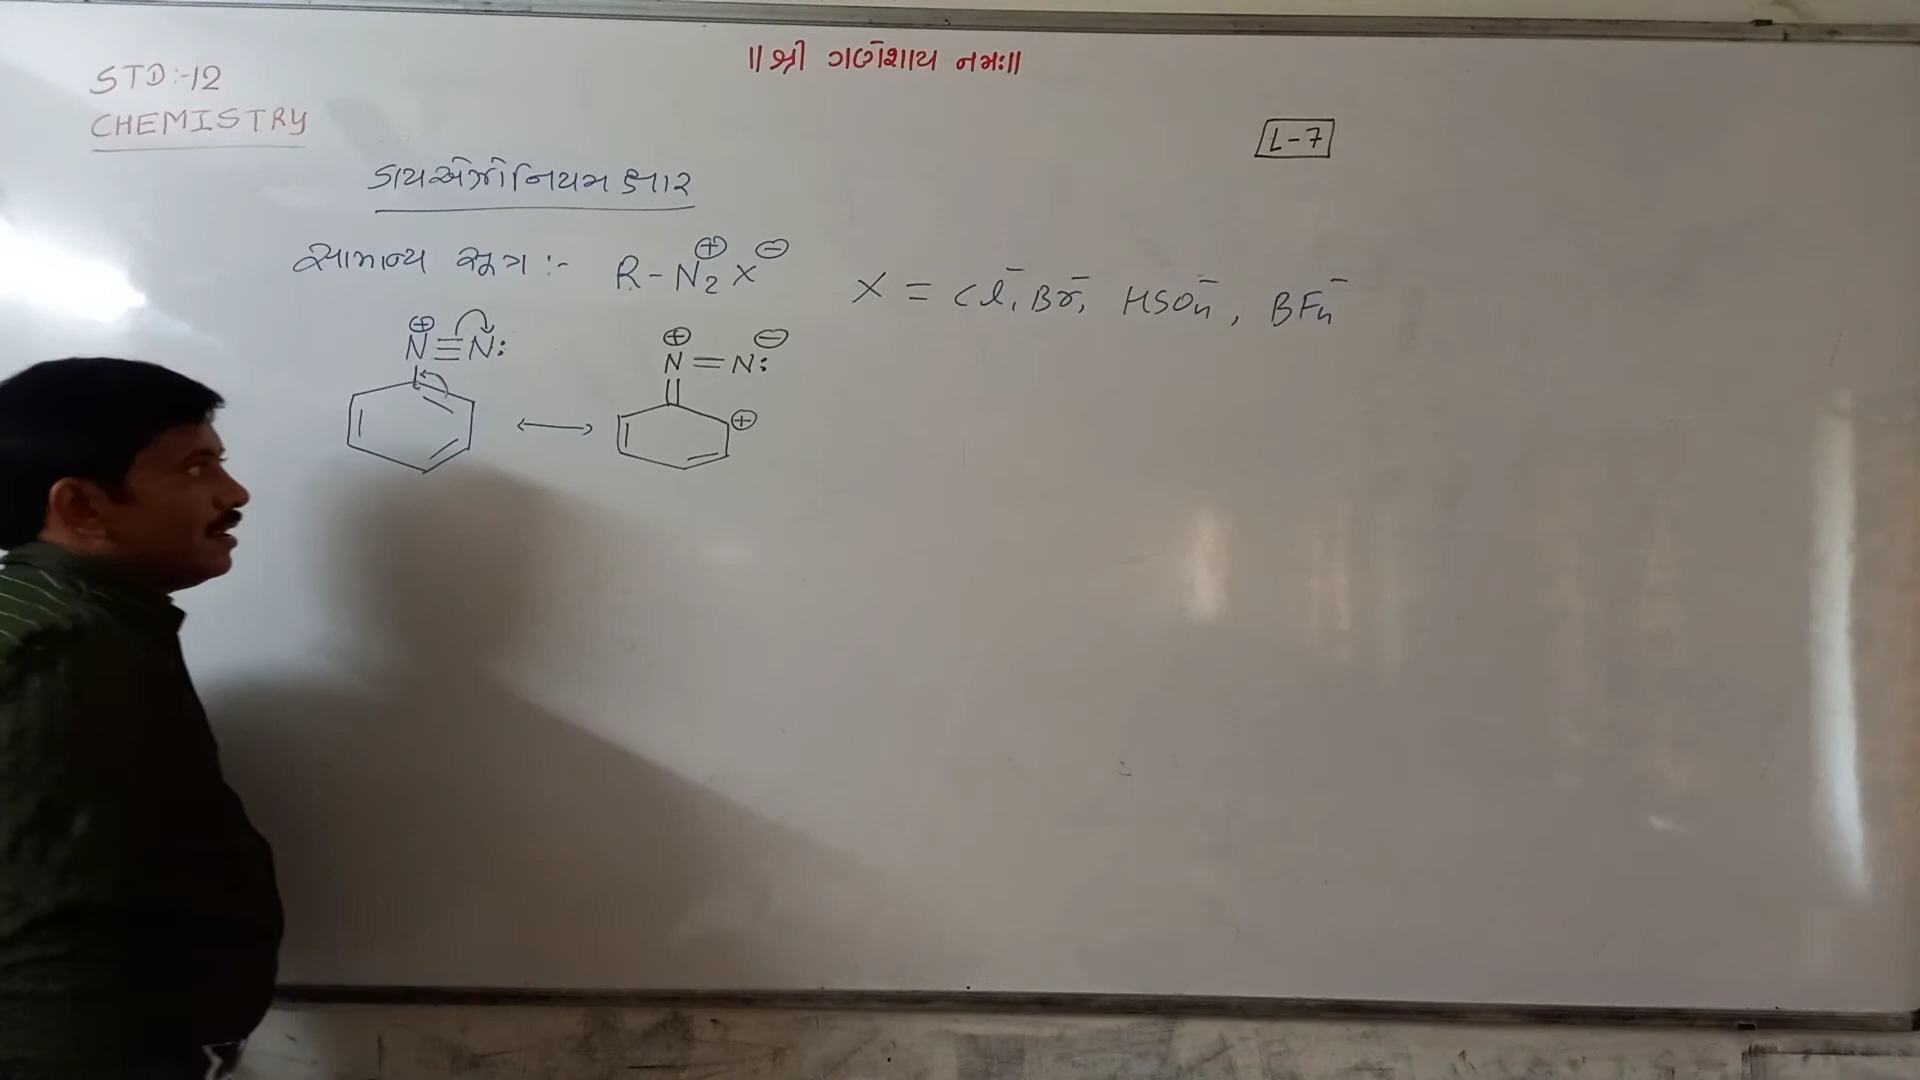 ॥ શ્રી ગણેશાય નમઃ॥
STD:-12
CHEMISTRY
L-7
ડાયએઝોનિયમ ક્ષાર
સામાન્ય સૂત્ર :- R-N₂⊕ X⊖
X = Cl⁻, Br⁻, HSO₄⁻, BF₄⁻
⊕ N≡N:
⊕ N=N: ⊖
⟷ ⊕